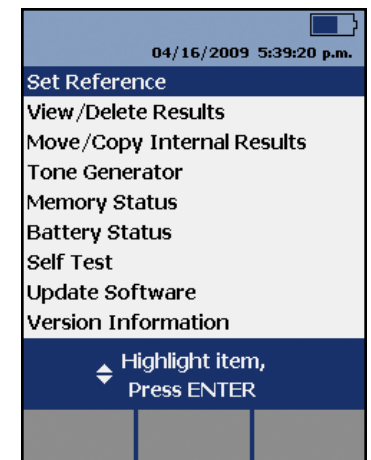 04/16/2009 5:39:20 p.m.
Set Reference
View/Delete Results
Move/Copy Internal Results
Tone Generator
Memory Status
Battery Status
Self Test
Update Software
Version Information
Highlight item,
Press ENTER